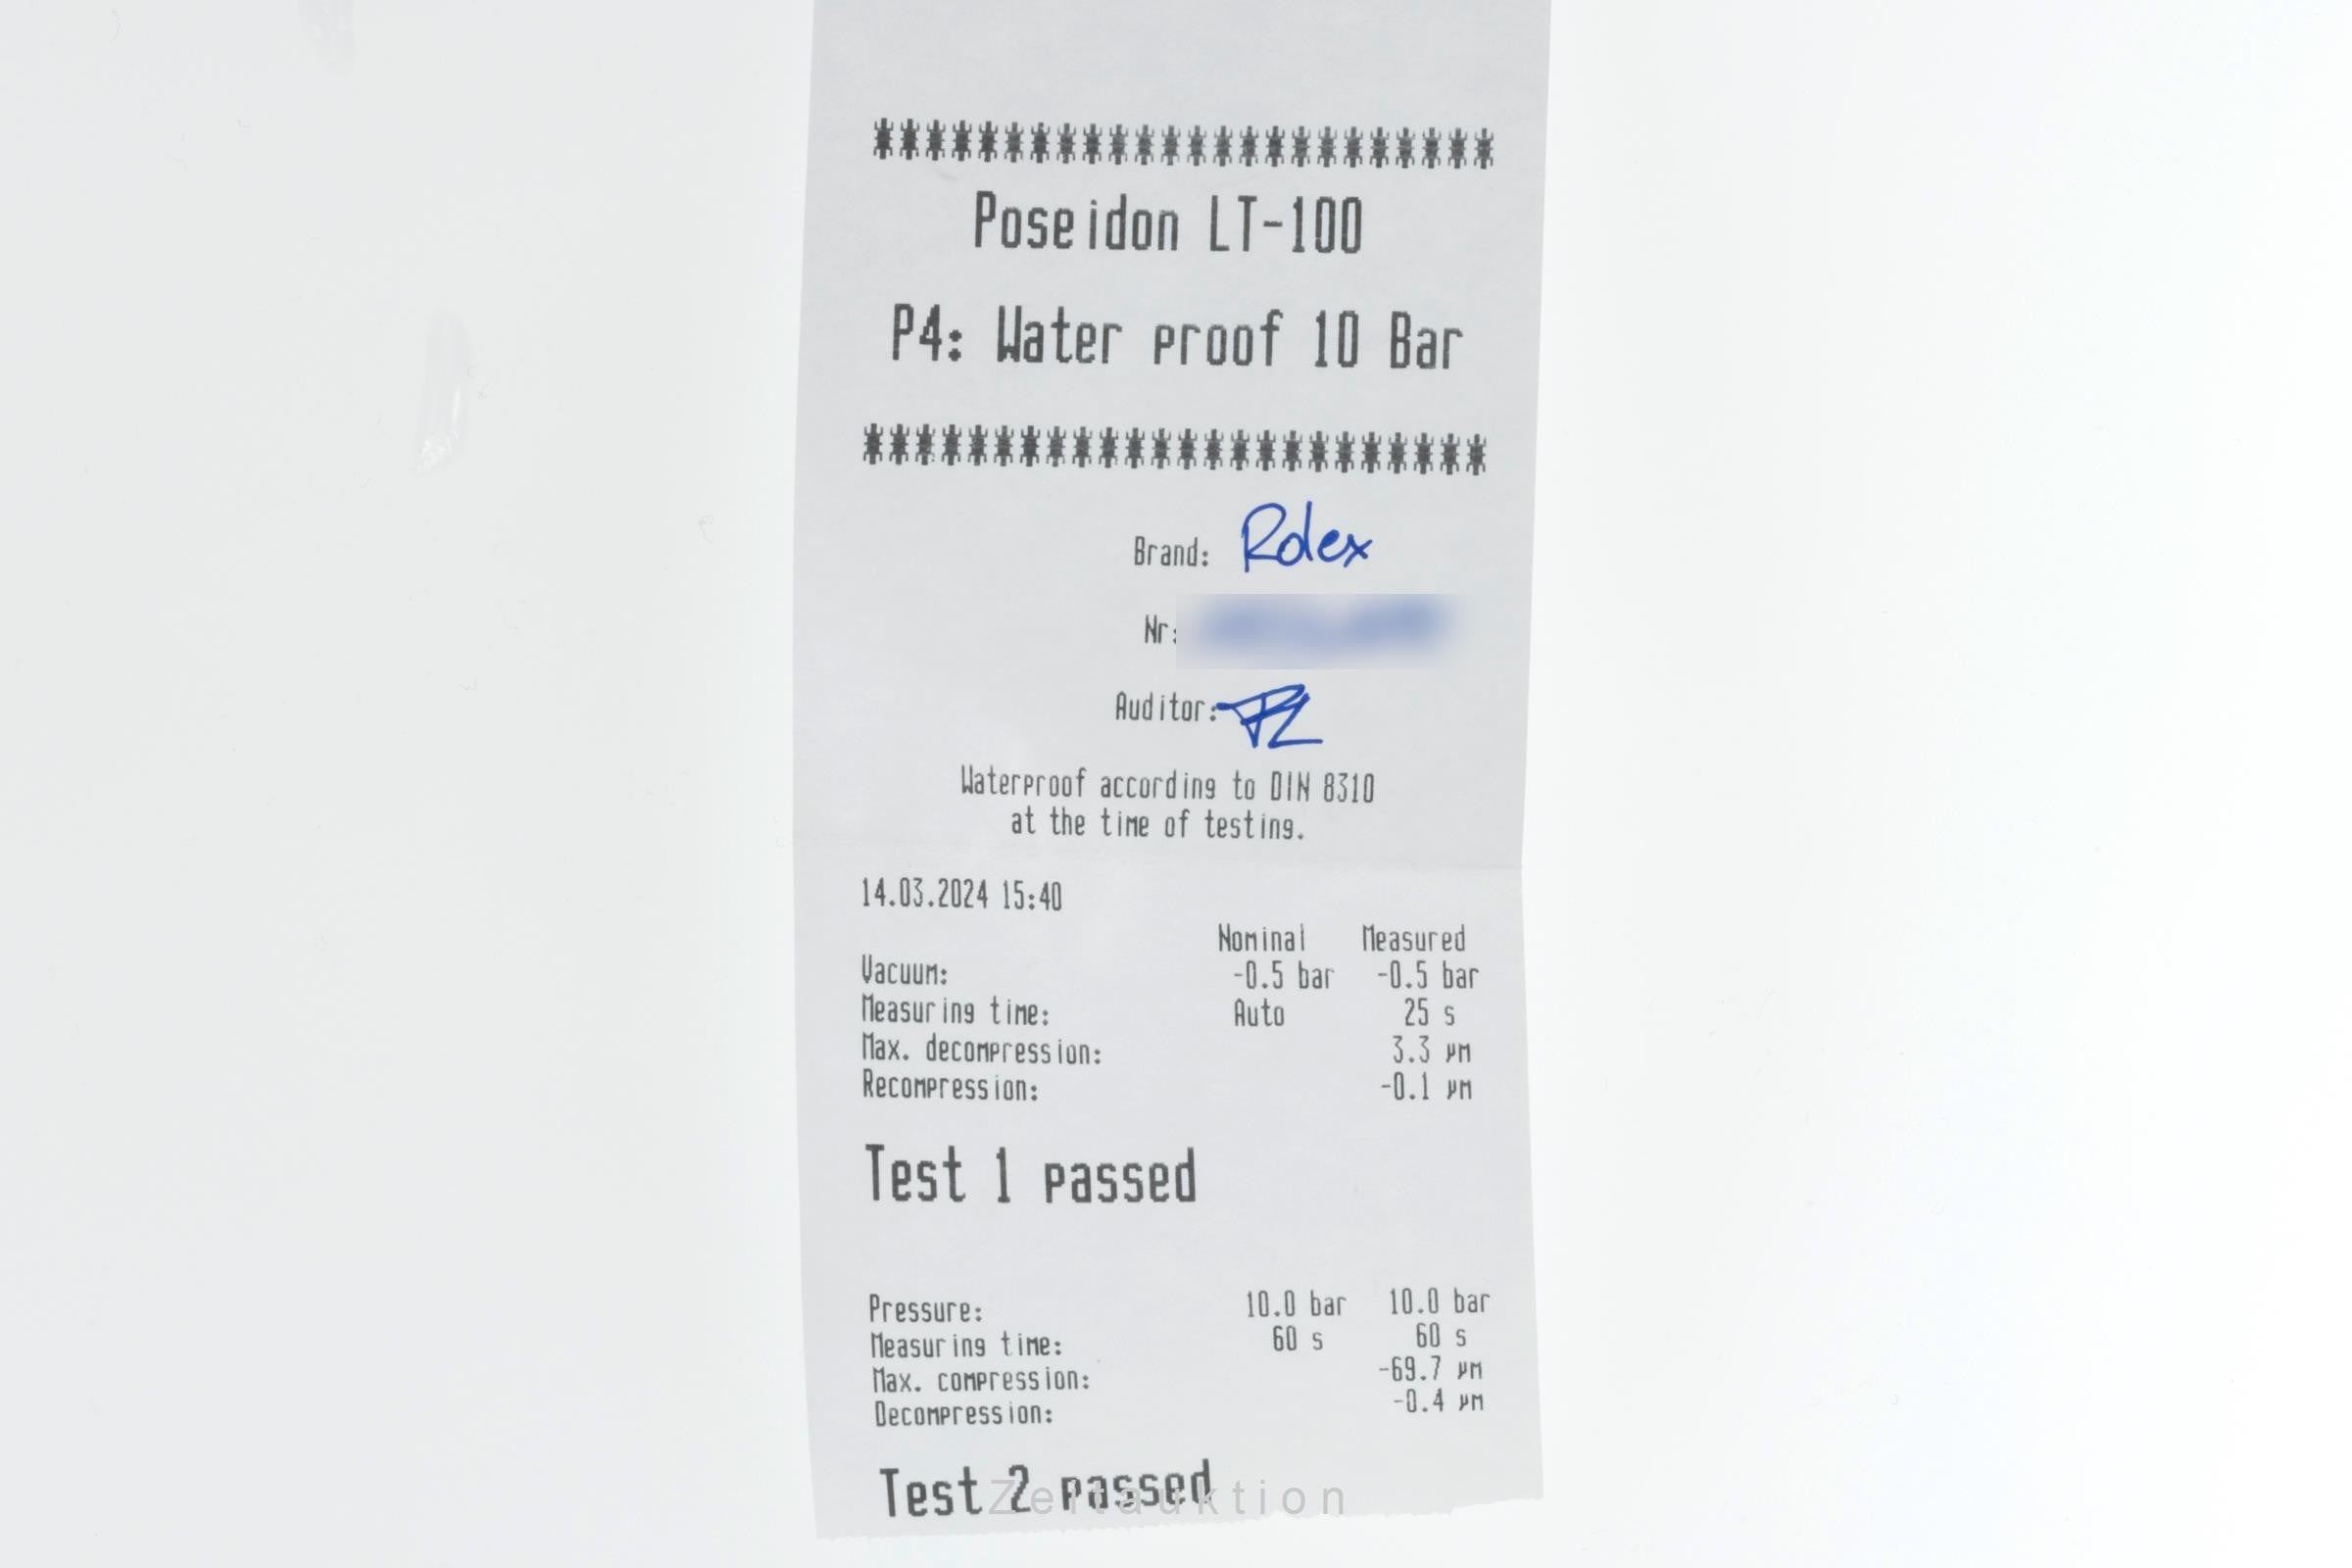 ************************
Poseidon LT-100
P4: Water proof 10 Bar
************************
Brand: Rolex
Nr:
Auditor:
Waterproof according to DIN 8310
at the time of testing.
14.03.2024 15:40
Nominal Measured
Vacuum: -0.5 bar -0.5 bar
Measuring time: Auto 25 s
Max. decompression: 3.3 µm
Recompression: -0.1 µm
Test 1 passed
Pressure: 10.0 bar 10.0 bar
Measuring time: 60 s 60 s
Max. compression: -69.7 µm
Decompression: -0.4 µm
Test 2 passed
Zeitauktion